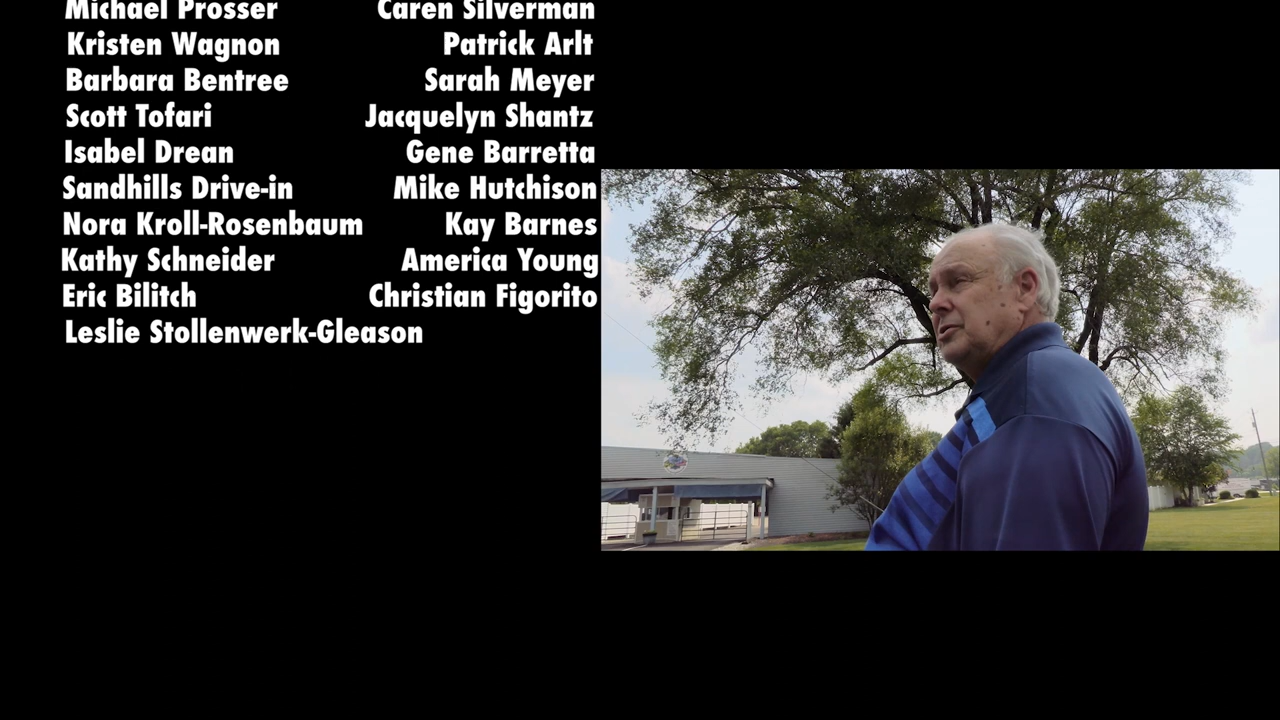 Michael Prosser Caren Silverman
Kristen Wagnon Patrick Arlt
Barbara Bentree Sarah Meyer
Scott Tofari Jacquelyn Shantz
Isabel Drean Gene Barretta
Sandhills Drive-in Mike Hutchison
Nora Kroll-Rosenbaum Kay Barnes
Kathy Schneider America Young
Eric Bilitch Christian Figorito
Leslie Stollenwerk-Gleason